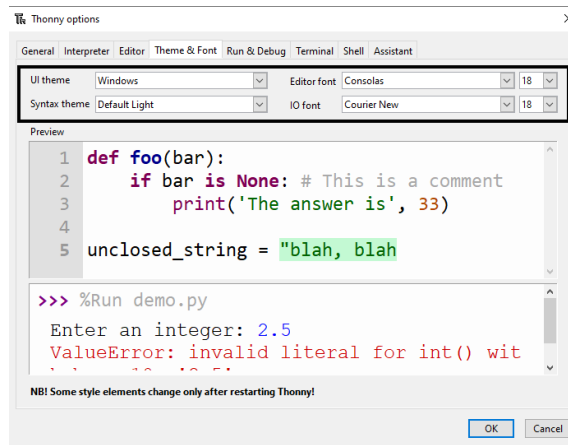 Thonny options
General Interpreter Editor Theme & Font Run & Debug Terminal Shell Assistant
UI theme Windows Editor font Consolas 18
Syntax theme Default Light IO font Courier New 18
Preview
1 def foo(bar):
2 if bar is None: # This is a comment
3 print('The answer is', 33)
4
5 unclosed_string = "blah, blah
>>> %Run demo.py
Enter an integer: 2.5
ValueError: invalid literal for int() wit
NB! Some style elements change only after restarting Thonny!
OK Cancel